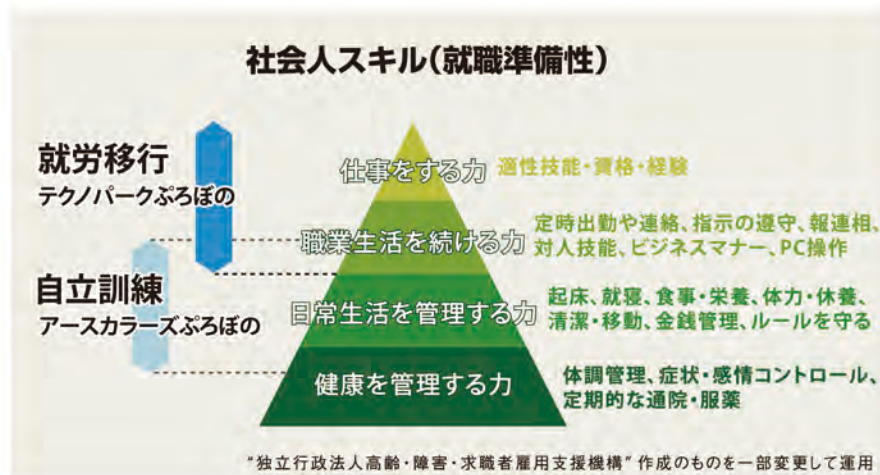 社会人スキル(就職準備性)
就労移行
テクノパークぷろぼの
自立訓練
アースカラーズぷろぼの
仕事をする力
適性技能・資格・経験
職業生活を続ける力
定時出勤や連絡、指示の遵守、報連相、
対人技能、ビジネスマナー、PC操作
日常生活を管理する力
起床、就寝、食事・栄養、体力・休養、
清潔・移動、金銭管理、ルールを守る
健康を管理する力
体調管理、症状・感情コントロール、
定期的な通院・服薬
“独立行政法人高齢・障害・求職者雇用支援機構” 作成のものを一部変更して運用